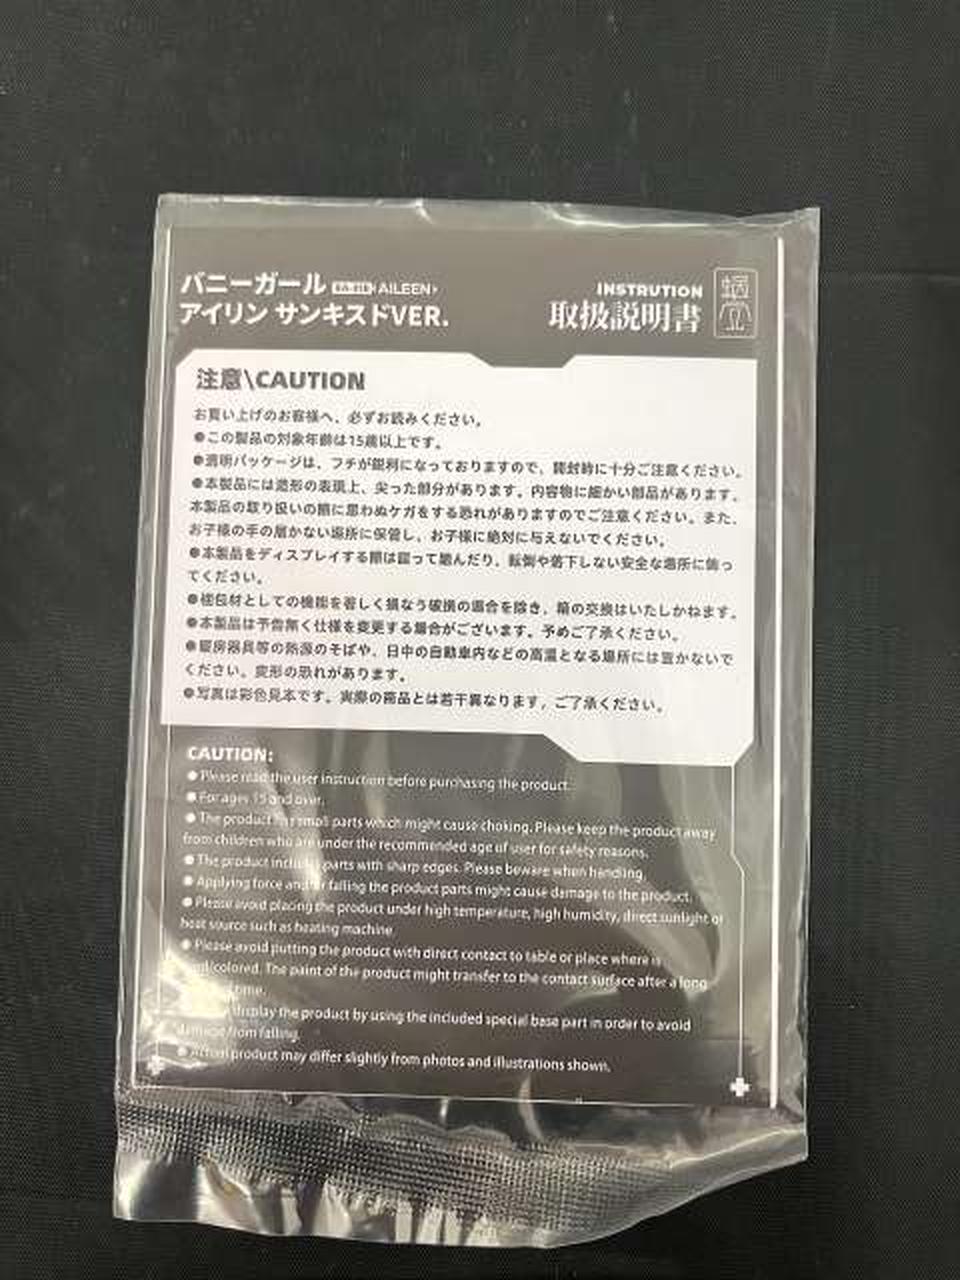 バニーガール AILEEN
アイリン サンキスドVER.
INSTRUTION
取扱説明書
蝸之殼
注意\CAUTION
お買い上げのお客様へ、必ずお読みください。
●この製品の対象年齢は15歳以上です。
●透明パッケージは、フチが鋭利になっておりますので、開封時に十分ご注意ください。
●本製品には造形の表現上、尖った部分があります。内容物に細かい部品があります。
本製品の取り扱いの際に思わぬケガをする恐れがありますのでご注意ください。また、
お子様の手の届かない場所に保管し、お子様に絶対に与えないでください。
●本製品をディスプレイする際は誤って踏んだり、転倒や落下しない安全な場所に飾っ
てください。
●梱包材としての機能を著しく損なう破損の場合を除き、箱の交換はいたしかねます。
●本製品は予告無く仕様を変更する場合がございます。予めご了承ください。
●暖房器具等の熱源のそばや、日中の自動車内などの高温となる場所には置かないで
ください。変形の恐れがあります。
●写真は彩色見本です。実際の商品とは若干異なります。ご了承ください。
CAUTION:
● Please read the user instruction before purchasing the product.
● For ages 15 and over.
● The product has small parts which might cause choking. Please keep the product away
from children who are under the recommended age of user for safety reasons.
● The product includes parts with sharp edges. Please beware when handling.
● Applying force and/or falling the product parts might cause damage to the product.
● Please avoid placing the product under high temperature, high humidity, direct sunlight or
heat source such as heating machine
● Please avoid putting the product with direct contact to table or place where is
colored. The paint of the product might transfer to the contact surface after a long
time.
display the product by using the included special base part in order to avoid
damage from falling.
● Actual product may differ slightly from photos and illustrations shown.